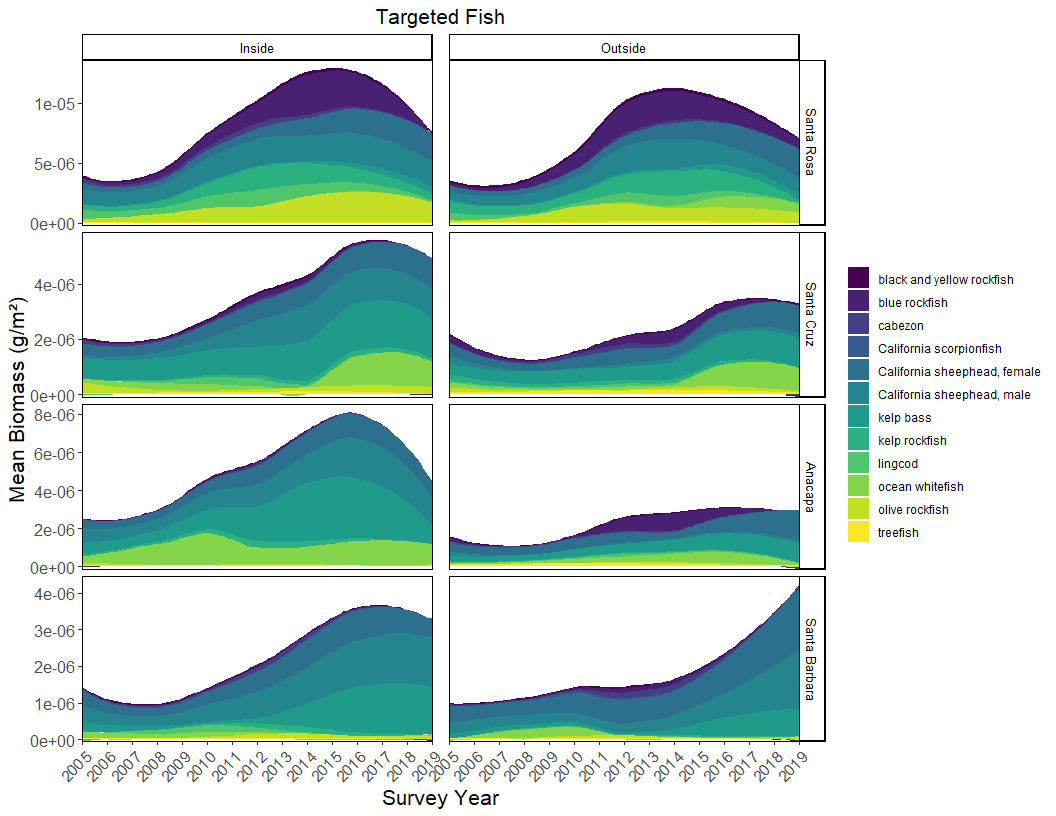 Targeted Fish
Inside
Outside
1e-05
5e-06
0e+00
Santa Rosa
4e-06
2e-06
0e+00
Santa Cruz
8e-06
6e-06
4e-06
2e-06
0e+00
Anacapa
4e-06
3e-06
2e-06
1e-06
0e+00
Santa Barbara
Mean Biomass (g/m²)
2005 2006 2007 2008 2009 2010 2011 2012 2013 2014 2015 2016 2017 2018 2019
2005 2006 2007 2008 2009 2010 2011 2012 2013 2014 2015 2016 2017 2018 2019
Survey Year
black and yellow rockfish
blue rockfish
cabezon
California scorpionfish
California sheephead, female
California sheephead, male
kelp bass
kelp rockfish
lingcod
ocean whitefish
olive rockfish
treefish